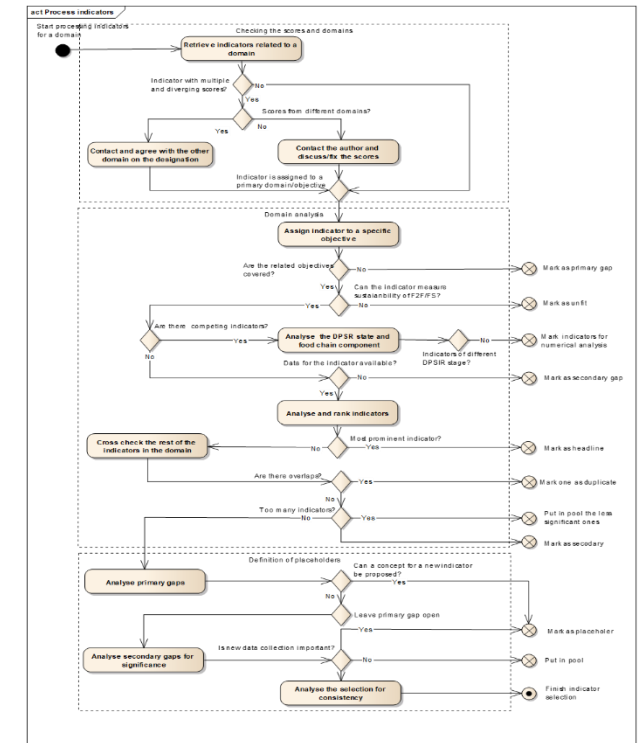 act Process indicators
Start processing indicators
for a domain
Checking the scores and domains
Retrieve indicators related to a
domain
Indicator with multiple
and diverging scores?
No
Yes
Scores from different domains?
Yes
No
Contact and agree with the other
domain on the designation
Contact the author and
discuss/fix the scores
Indicator is assigned to a
primary domain/objective
Domain analysis
Assign indicator to a specific
objective
Are the related objectives
covered?
No
Mark as primary gap
Yes
Can the indicator measure
sustainability of F2F/FS?
Yes
No
Mark as unfit
Are there competing indicators?
Yes
Analyse the DPSR state and
food chain component
No
Mark indicators for
numerical analysis
Indicators of different
DPSIR stage?
No
Data for the indicator available?
No
Mark as secondary gap
Yes
Analyse and rank indicators
Cross check the rest of the
indicators in the domain
Most prominent indicator?
No
Yes
Mark as headline
Are there overlaps?
Yes
Mark one as duplicate
No
Too many indicators?
No
Yes
Put in pool the less
significant ones
Mark as secodary
Definition of placeholders
Can a concept for a new indicator
be proposed?
Analyse primary gaps
Yes
No
Leave primary gap open
Yes
Mark as placeholer
Is new data collection important?
Analyse secondary gaps for
significance
No
Put in pool
Analyse the selection for
consistency
Finish indicator
selection